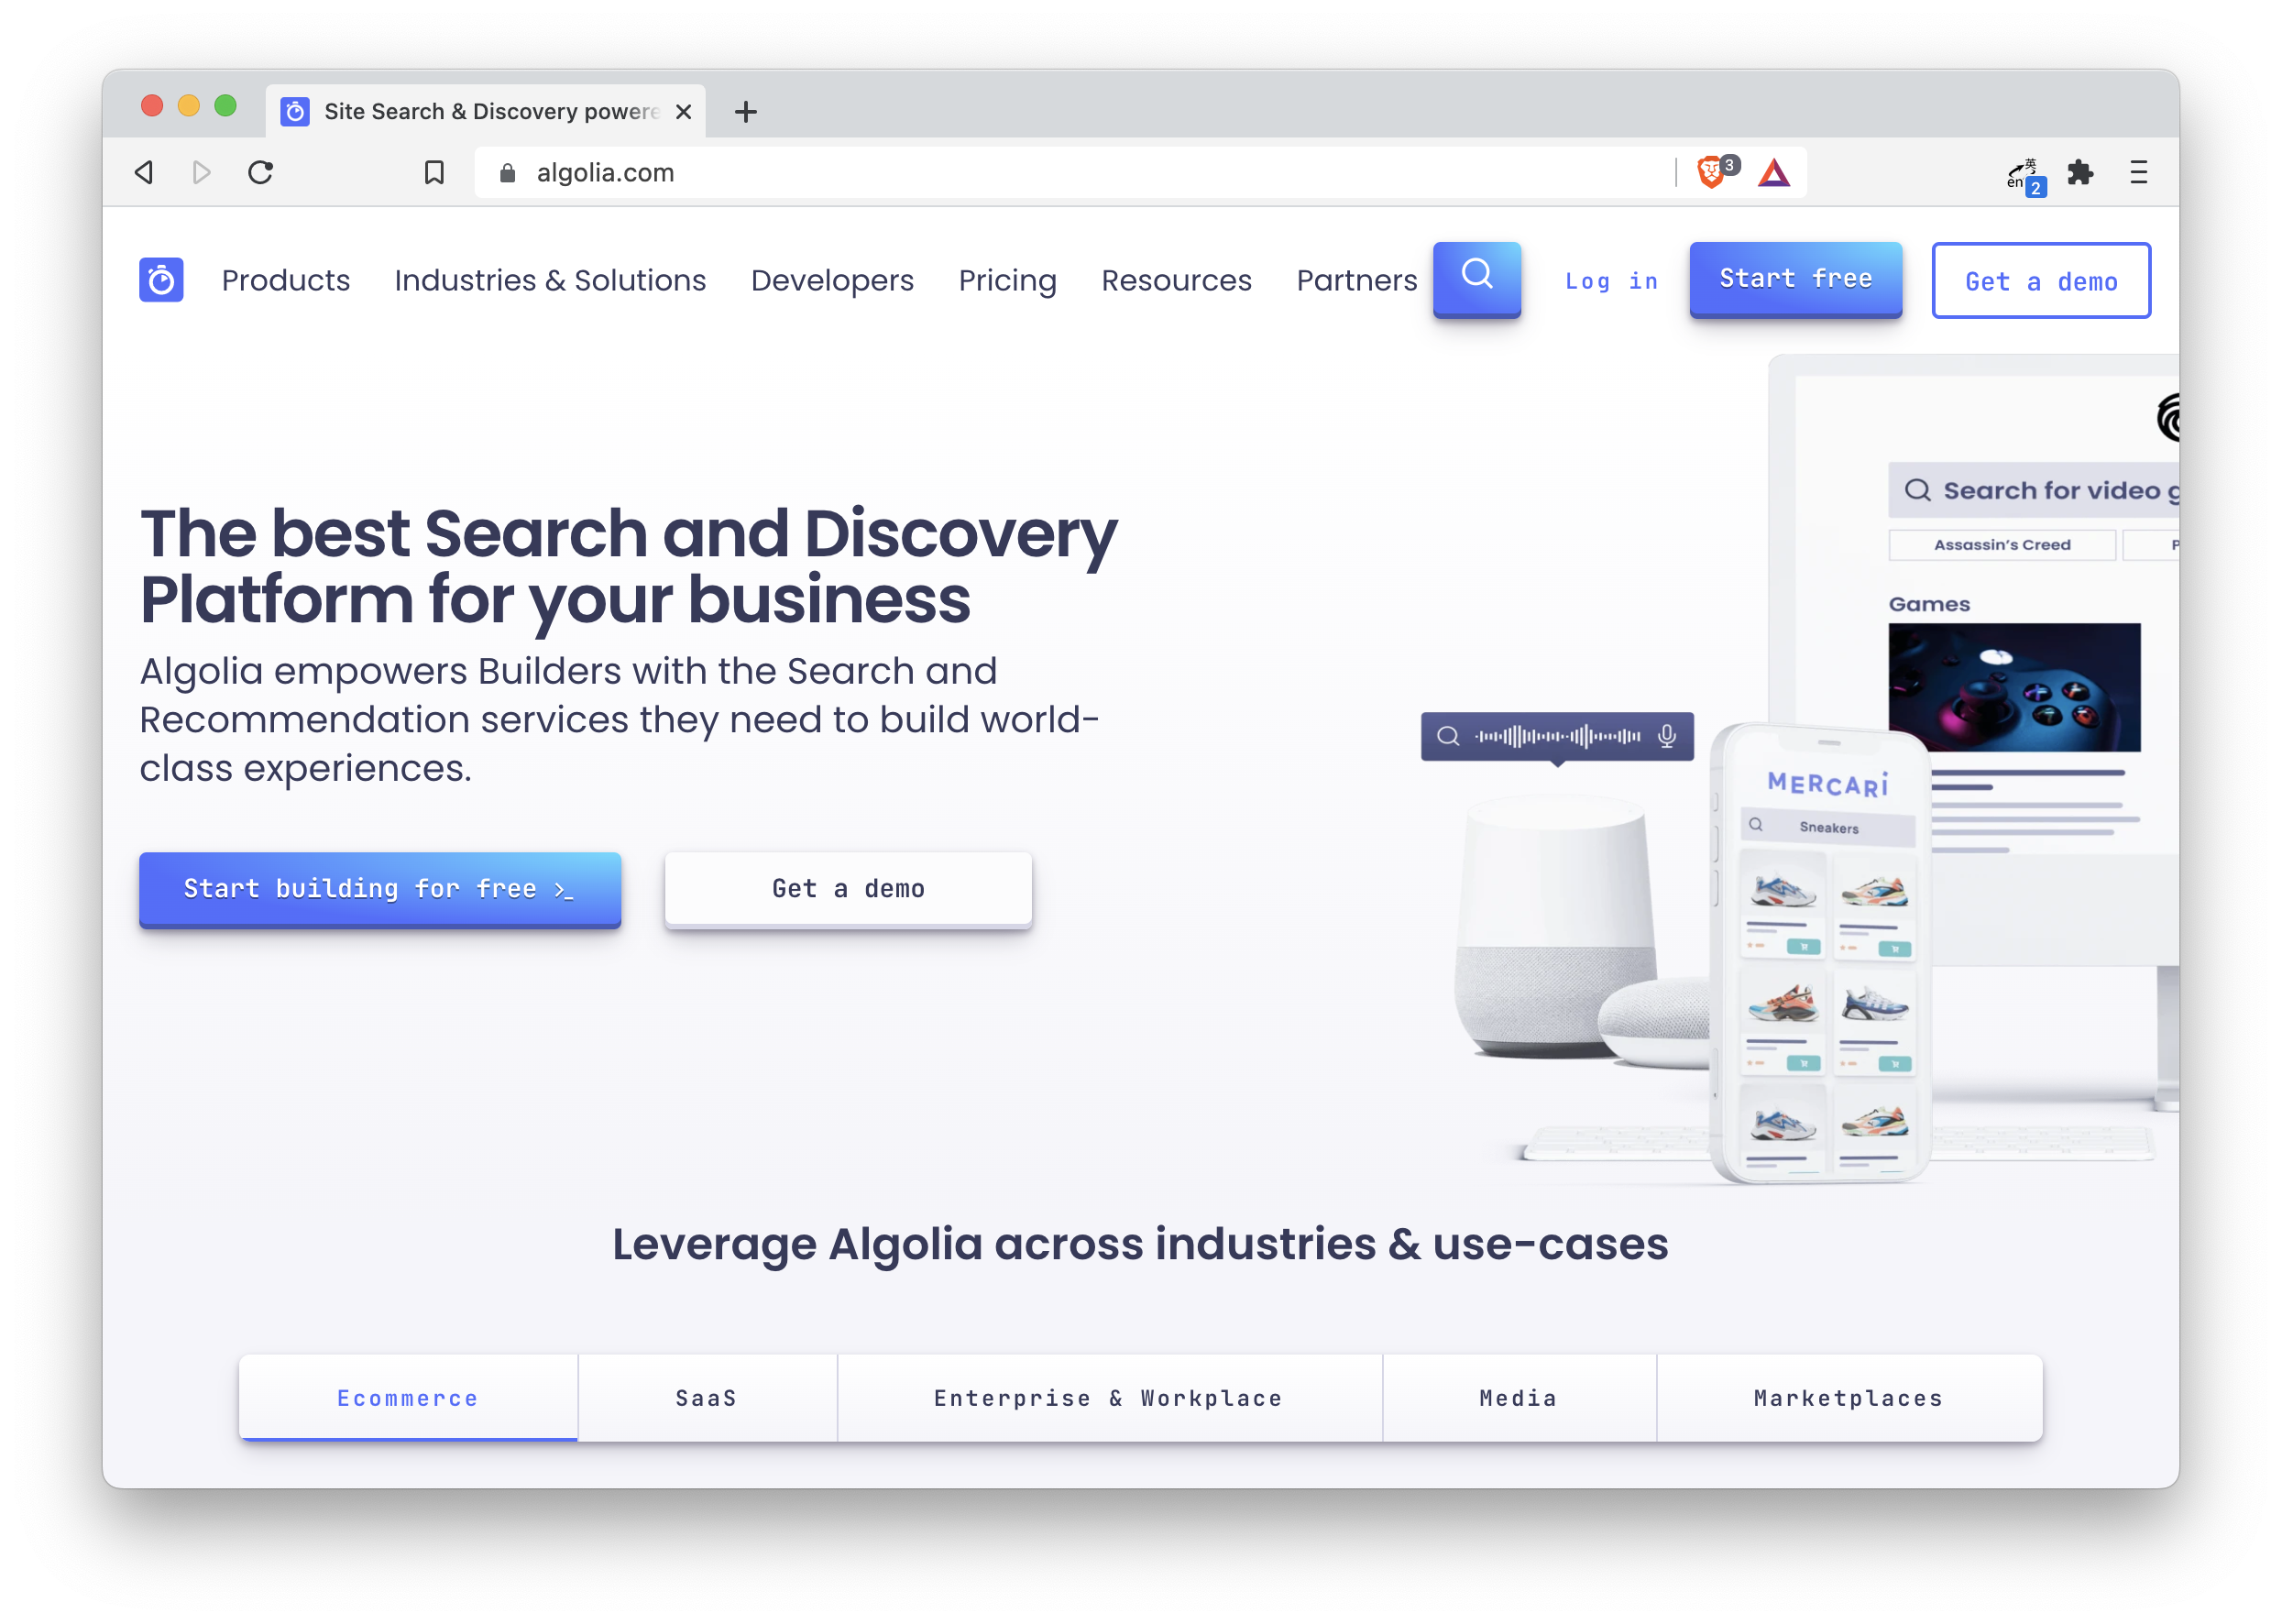 Site Search & Discovery powere
algolia.com
3
英
en
2
Products
Industries & Solutions
Developers
Pricing
Resources
Partners
Log in
Start free
Get a demo
Search for video g
Assassin's Creed
P
Games
The best Search and Discovery
Platform for your business
Algolia empowers Builders with the Search and
Recommendation services they need to build world-
class experiences.
Start building for free >_
Get a demo
MERCARI
Sneakers
Leverage Algolia across industries & use-cases
Ecommerce
SaaS
Enterprise & Workplace
Media
Marketplaces